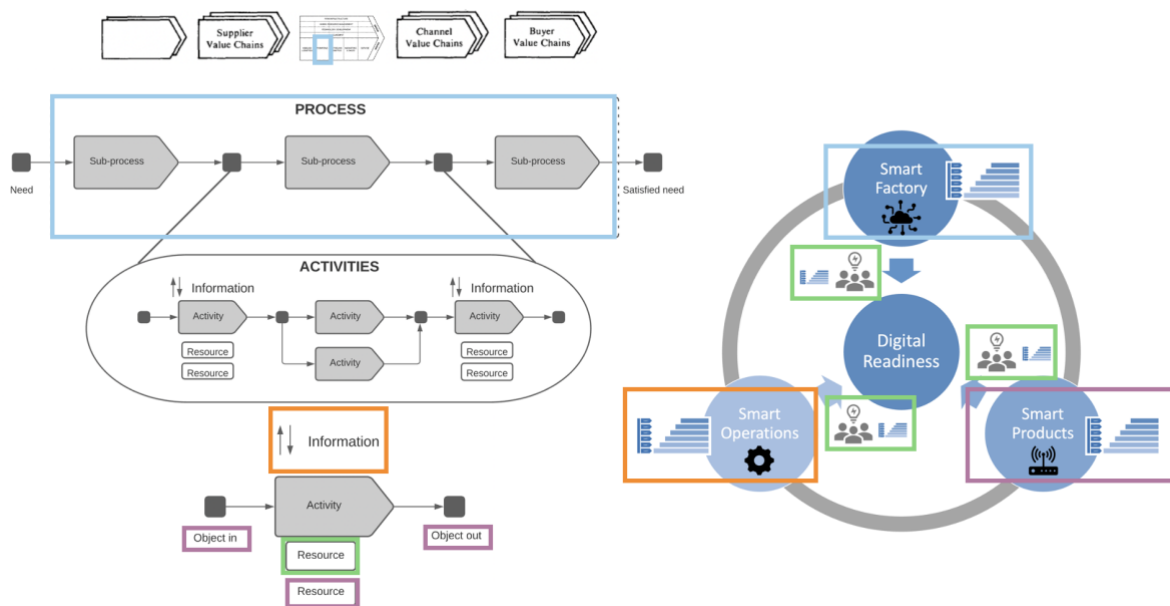 Supplier
Value Chains
Channel
Value Chains
Buyer
Value Chains
PROCESS
Sub-process
Sub-process
Sub-process
Need
Satisfied need
ACTIVITIES
Information
Information
Activity
Activity
Activity
Resource
Resource
Activity
Resource
Resource
Information
Activity
Object in
Object out
Resource
Resource
Smart
Factory
Digital
Readiness
Smart
Operations
Smart
Products